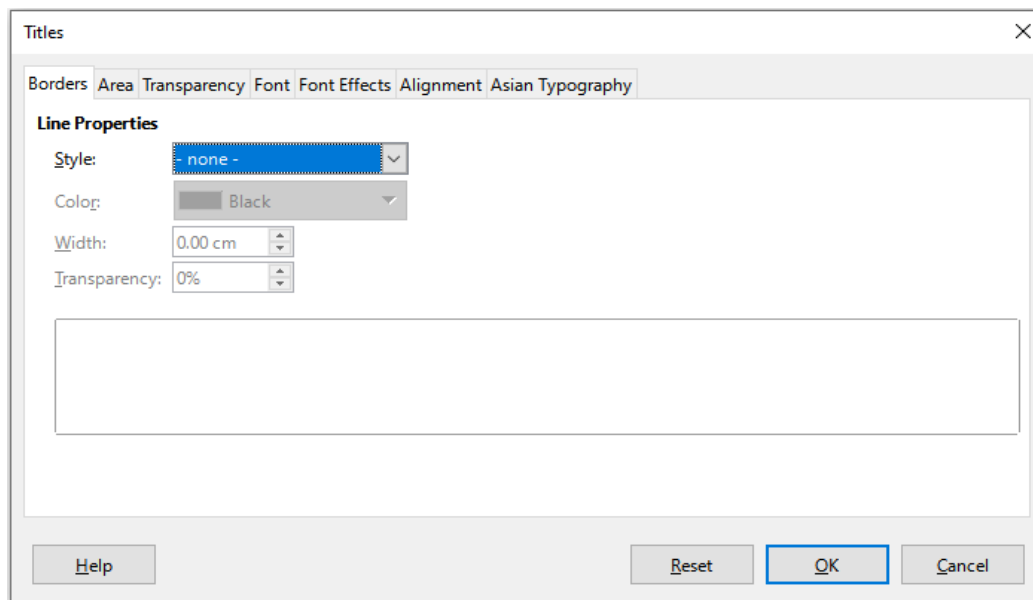 Titles
Borders Area Transparency Font Font Effects Alignment Asian Typography
Line Properties
Style: - none -
Color: Black
Width: 0.00 cm
Transparency: 0%
Help Reset OK Cancel